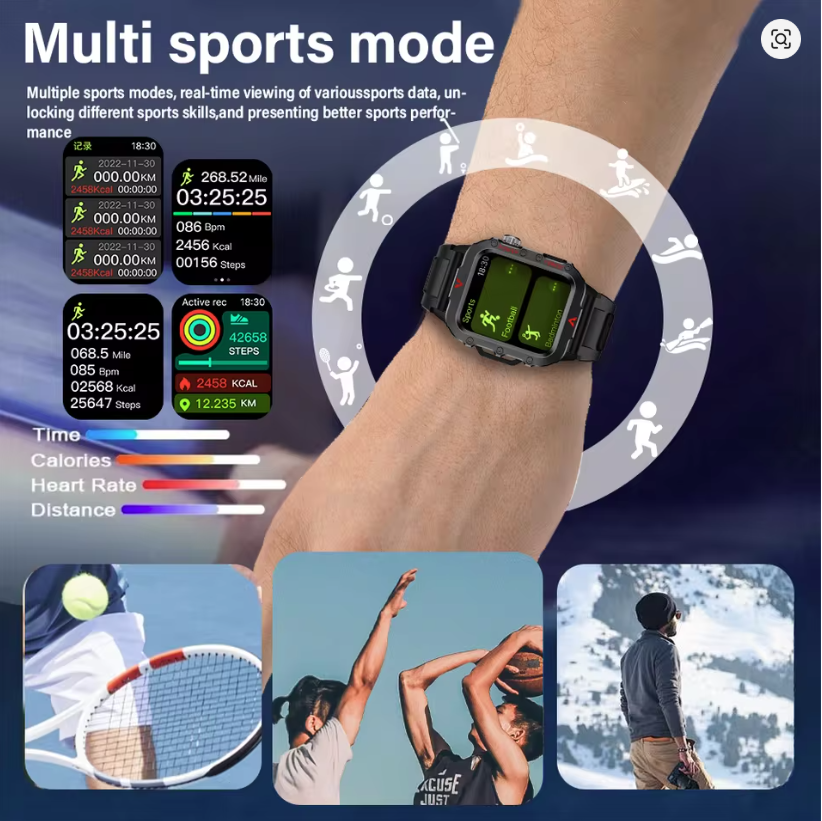 Multi sports mode
Multiple sports modes, real-time viewing of varioussports data, un-
locking different sports skills,and presenting better sports perfor-
mance
记录 18:30
2022-11-30
000.00KM
2458Kcal 00:00:00
2022-11-30
000.00KM
2458Kcal 00:00:00
2022-11-30
000.00KM
2458Kcal 00:00:00
268.52 Mile
03:25:25
086 Bpm
2456 Kcal
00156 Steps
03:25:25
068.5 Mile
085 Bpm
02568 Kcal
25647 Steps
Active rec 18:30
42658
STEPS
2458 KCAL
12.235 KM
18:30
Sports
Football
Badminton
Time
Calories
Heart Rate
Distance
XCUSE
JUST